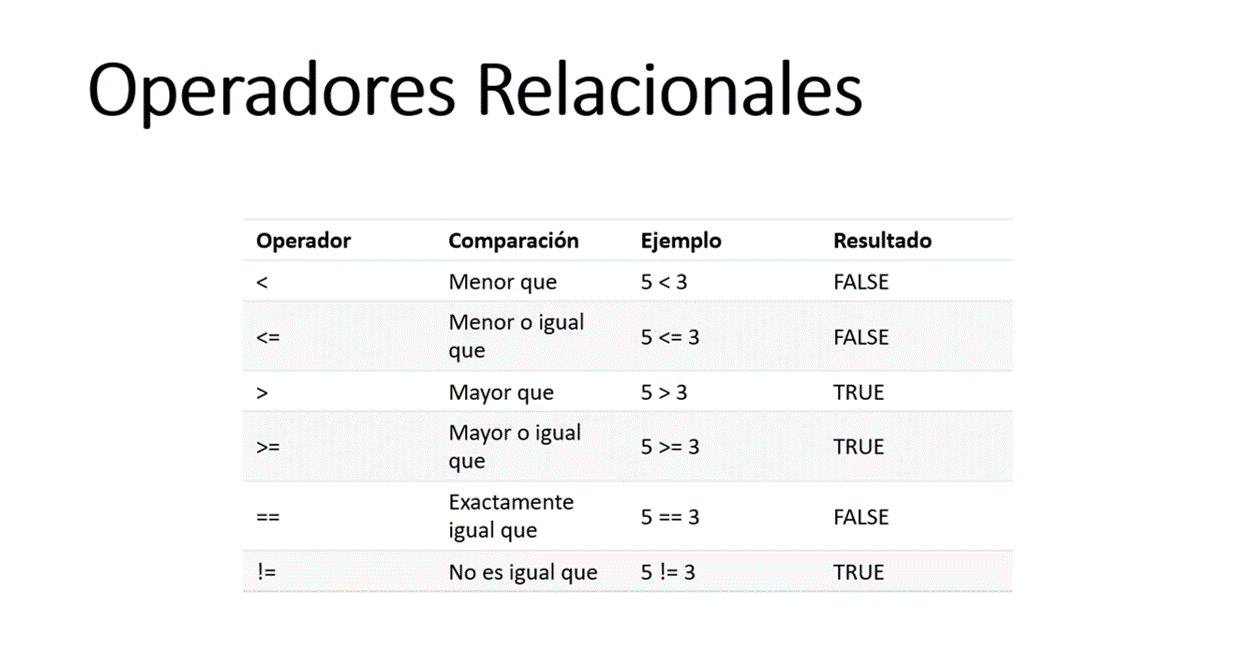 Operadores Relacionales
Operador Comparación Ejemplo Resultado
< Menor que 5 < 3 FALSE
<= Menor o igual que 5 <= 3 FALSE
> Mayor que 5 > 3 TRUE
>= Mayor o igual que 5 >= 3 TRUE
== Exactamente igual que 5 == 3 FALSE
!= No es igual que 5 != 3 TRUE